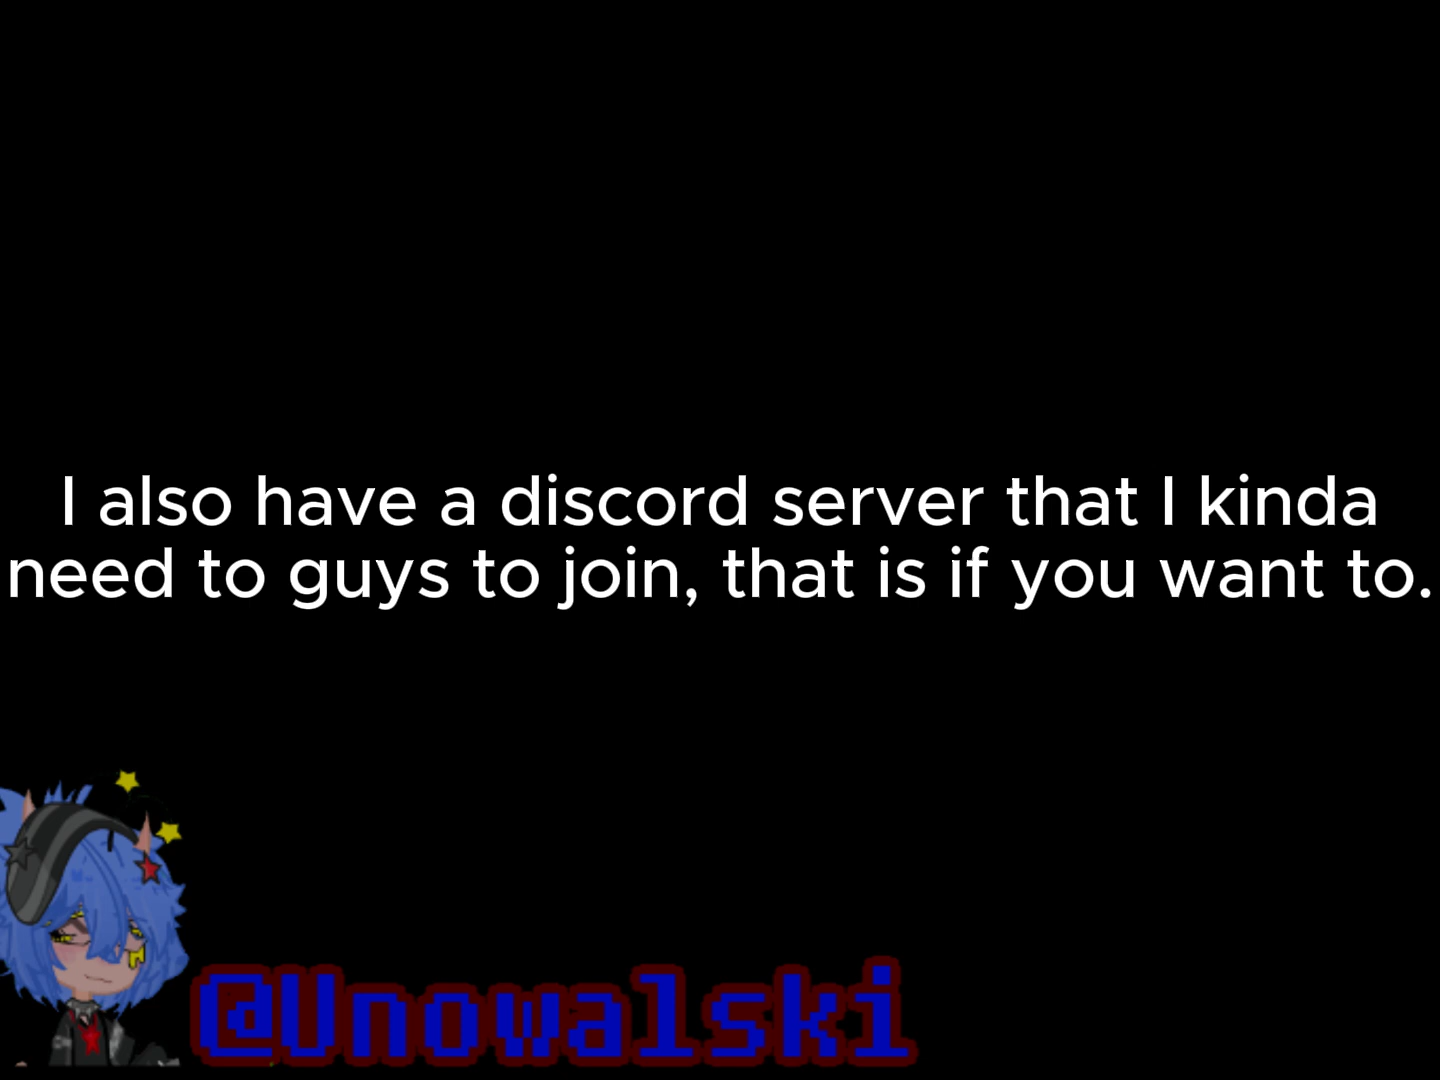 I also have a discord server that I kinda
need to guys to join, that is if you want to.
@Unowalski